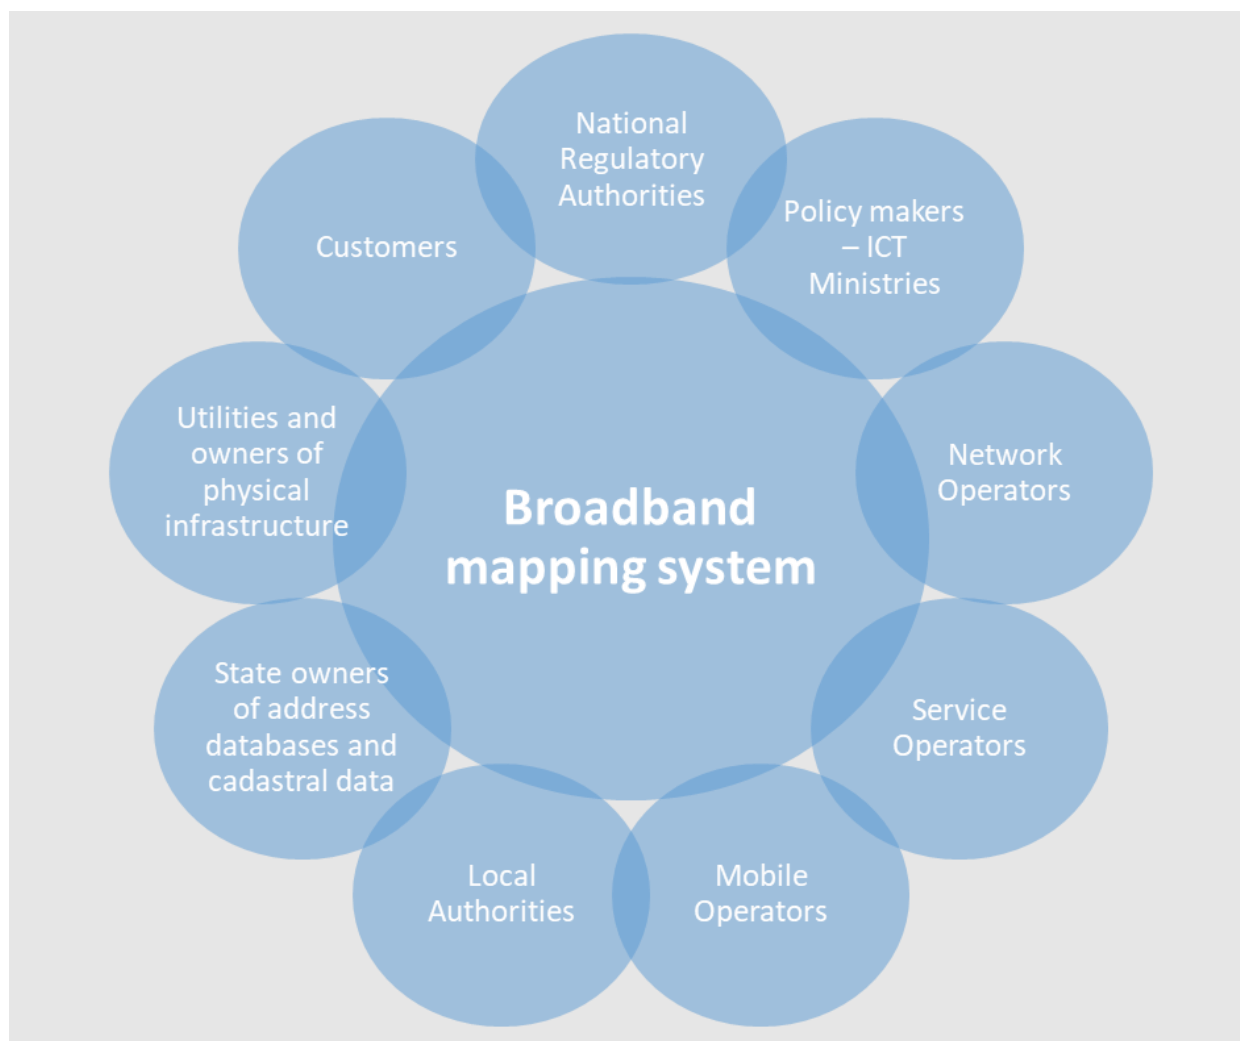 National
Regulatory
Authorities
Policy makers
– ICT
Ministries
Network
Operators
Service
Operators
Mobile
Operators
Local
Authorities
State owners
of address
databases and
cadastral data
Utilities and
owners of
physical
infrastructure
Customers
Broadband
mapping system